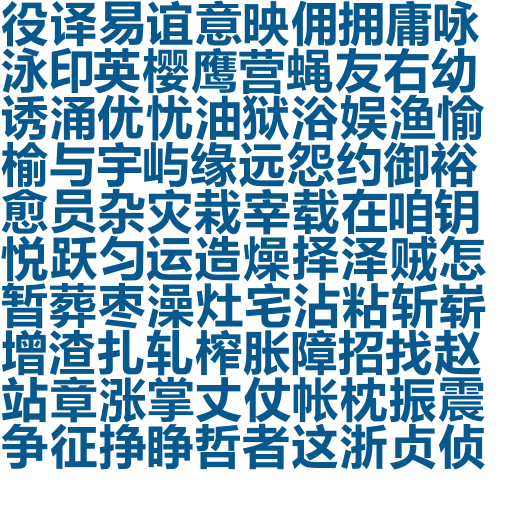 役译易谊意映佣拥庸咏
泳印英樱鹰营蝇友右幼
诱涌优忧油狱浴娱渔愉
榆与宇屿缘远怨约御裕
愈员杂灾栽宰载在咱钥
悦跃匀运造燥择泽贼怎
暂葬枣澡灶宅沾粘斩崭
增渣扎轧榨胀障招找赵
站章涨掌丈仗帐枕振震
争征挣睁哲者这浙贞侦